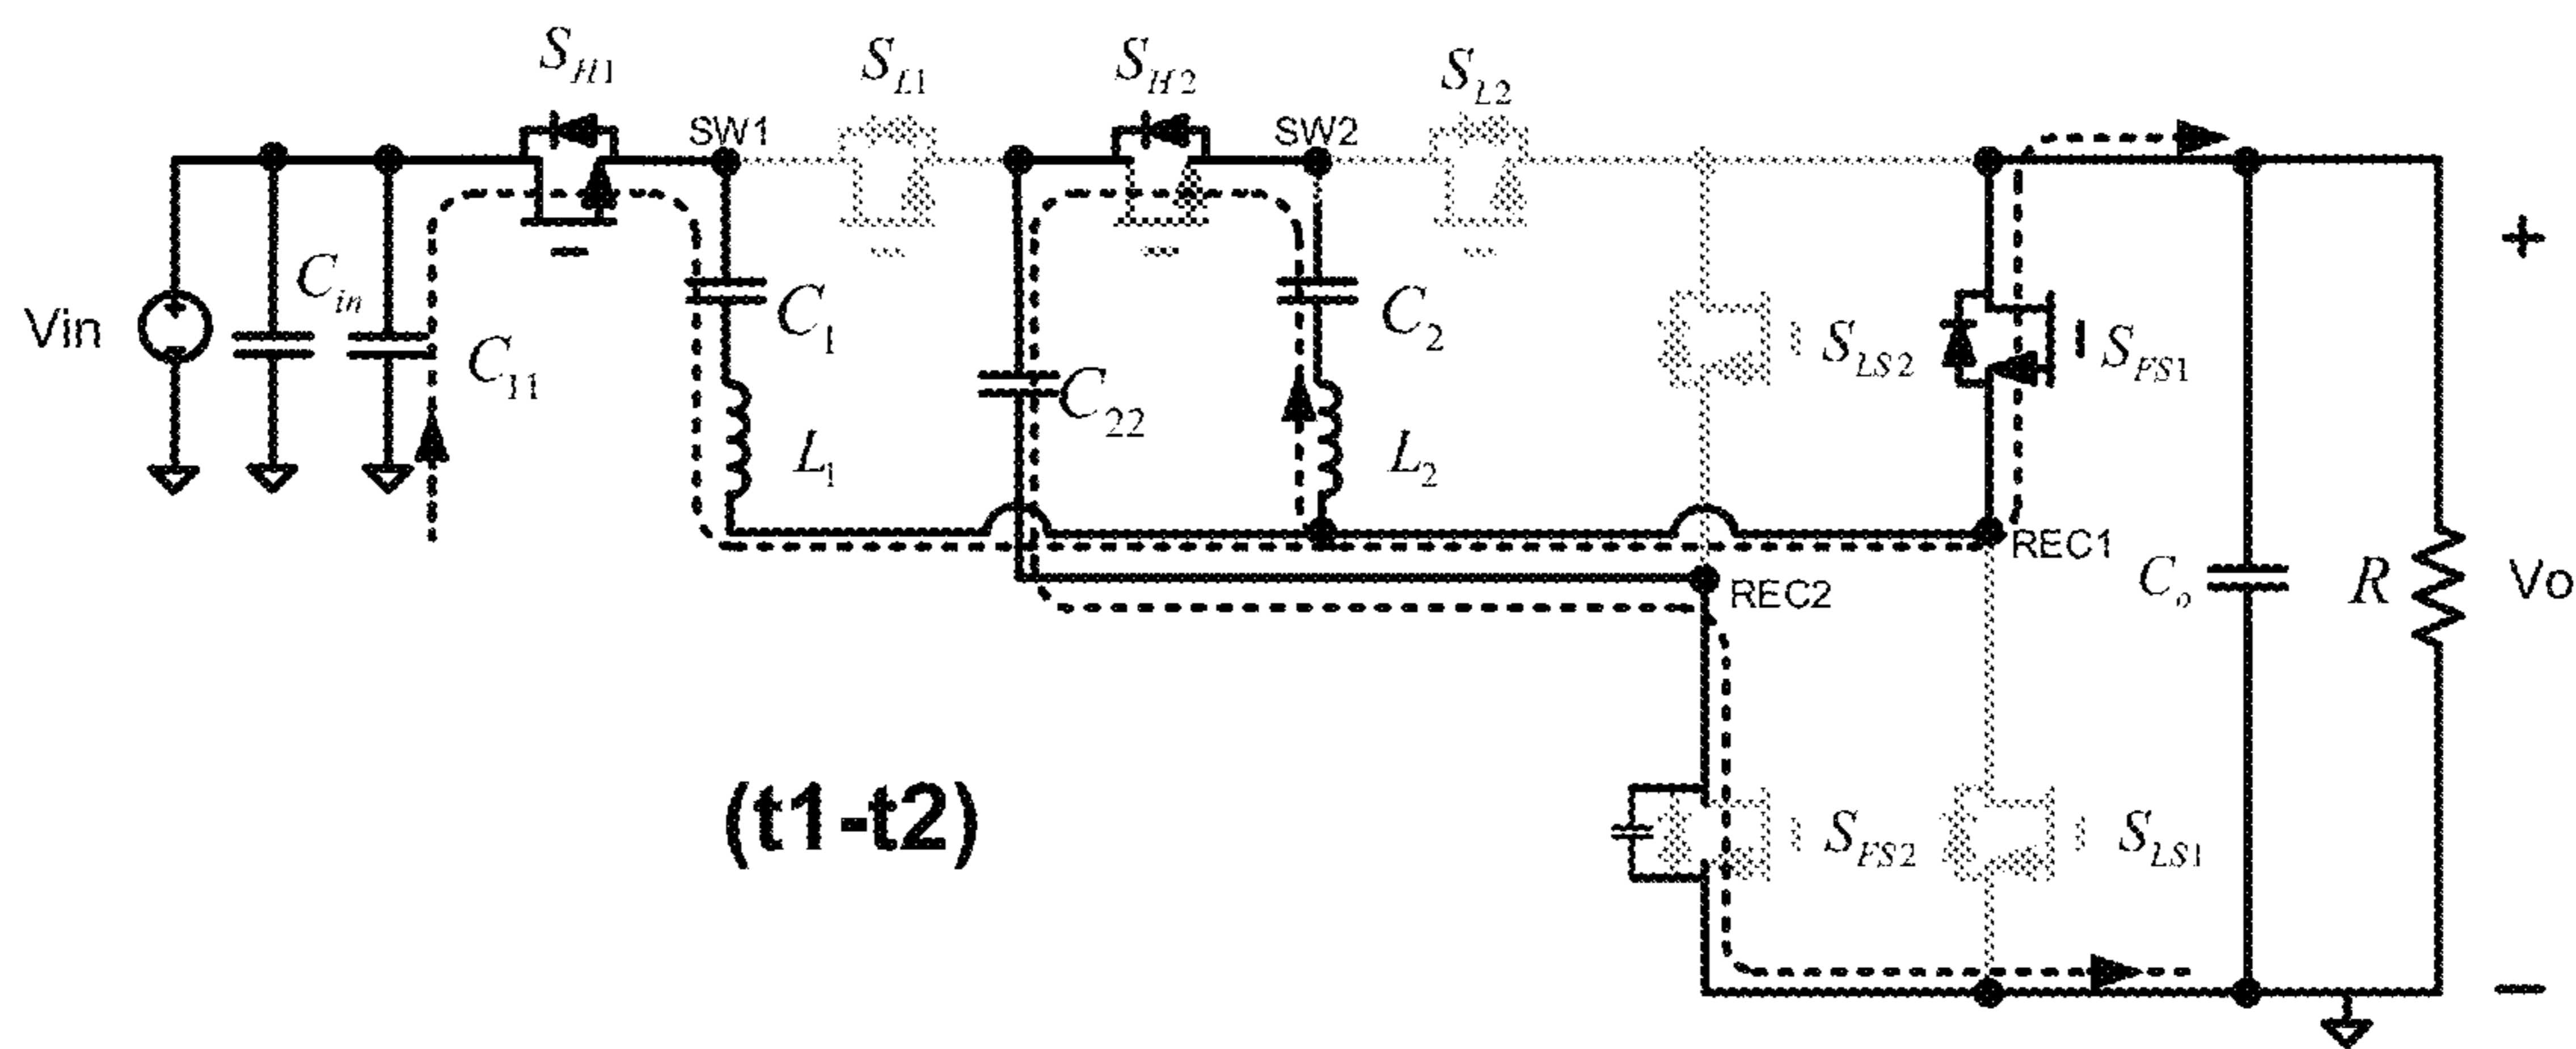 S_H1
S_L1
S_H2
S_L2
SW1
SW2
+
C_in
C_1
C_2
Vin
C_11
S_LS2
S_FS1
C_22
L_1
L_2
REC1
C_o
R
Vo
REC2
(t1-t2)
S_FS2
S_LS1
−